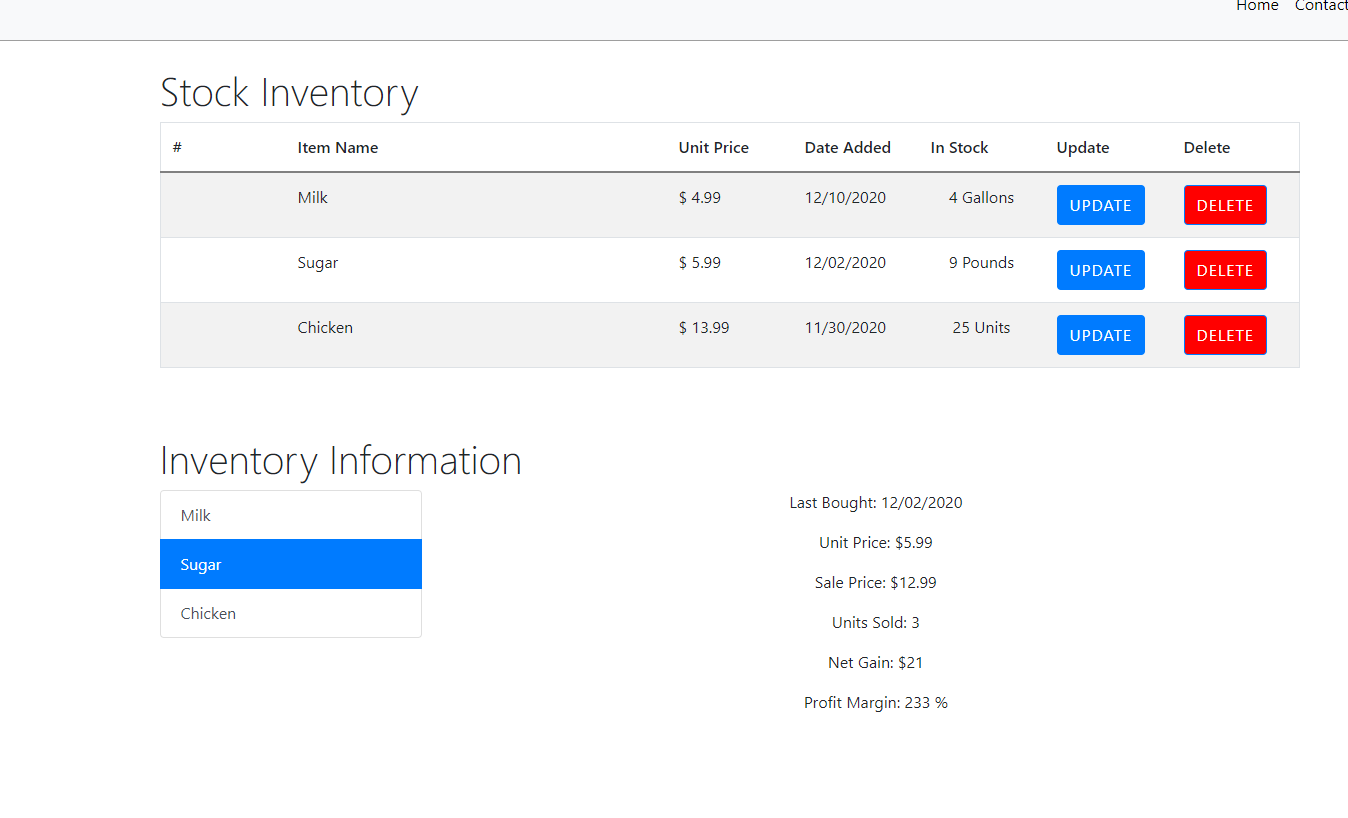 Home Contact
Stock Inventory
# Item Name Unit Price Date Added In Stock Update Delete
Milk $ 4.99 12/10/2020 4 Gallons UPDATE DELETE
Sugar $ 5.99 12/02/2020 9 Pounds UPDATE DELETE
Chicken $ 13.99 11/30/2020 25 Units UPDATE DELETE
Inventory Information
Milk
Sugar
Chicken
Last Bought: 12/02/2020
Unit Price: $5.99
Sale Price: $12.99
Units Sold: 3
Net Gain: $21
Profit Margin: 233 %